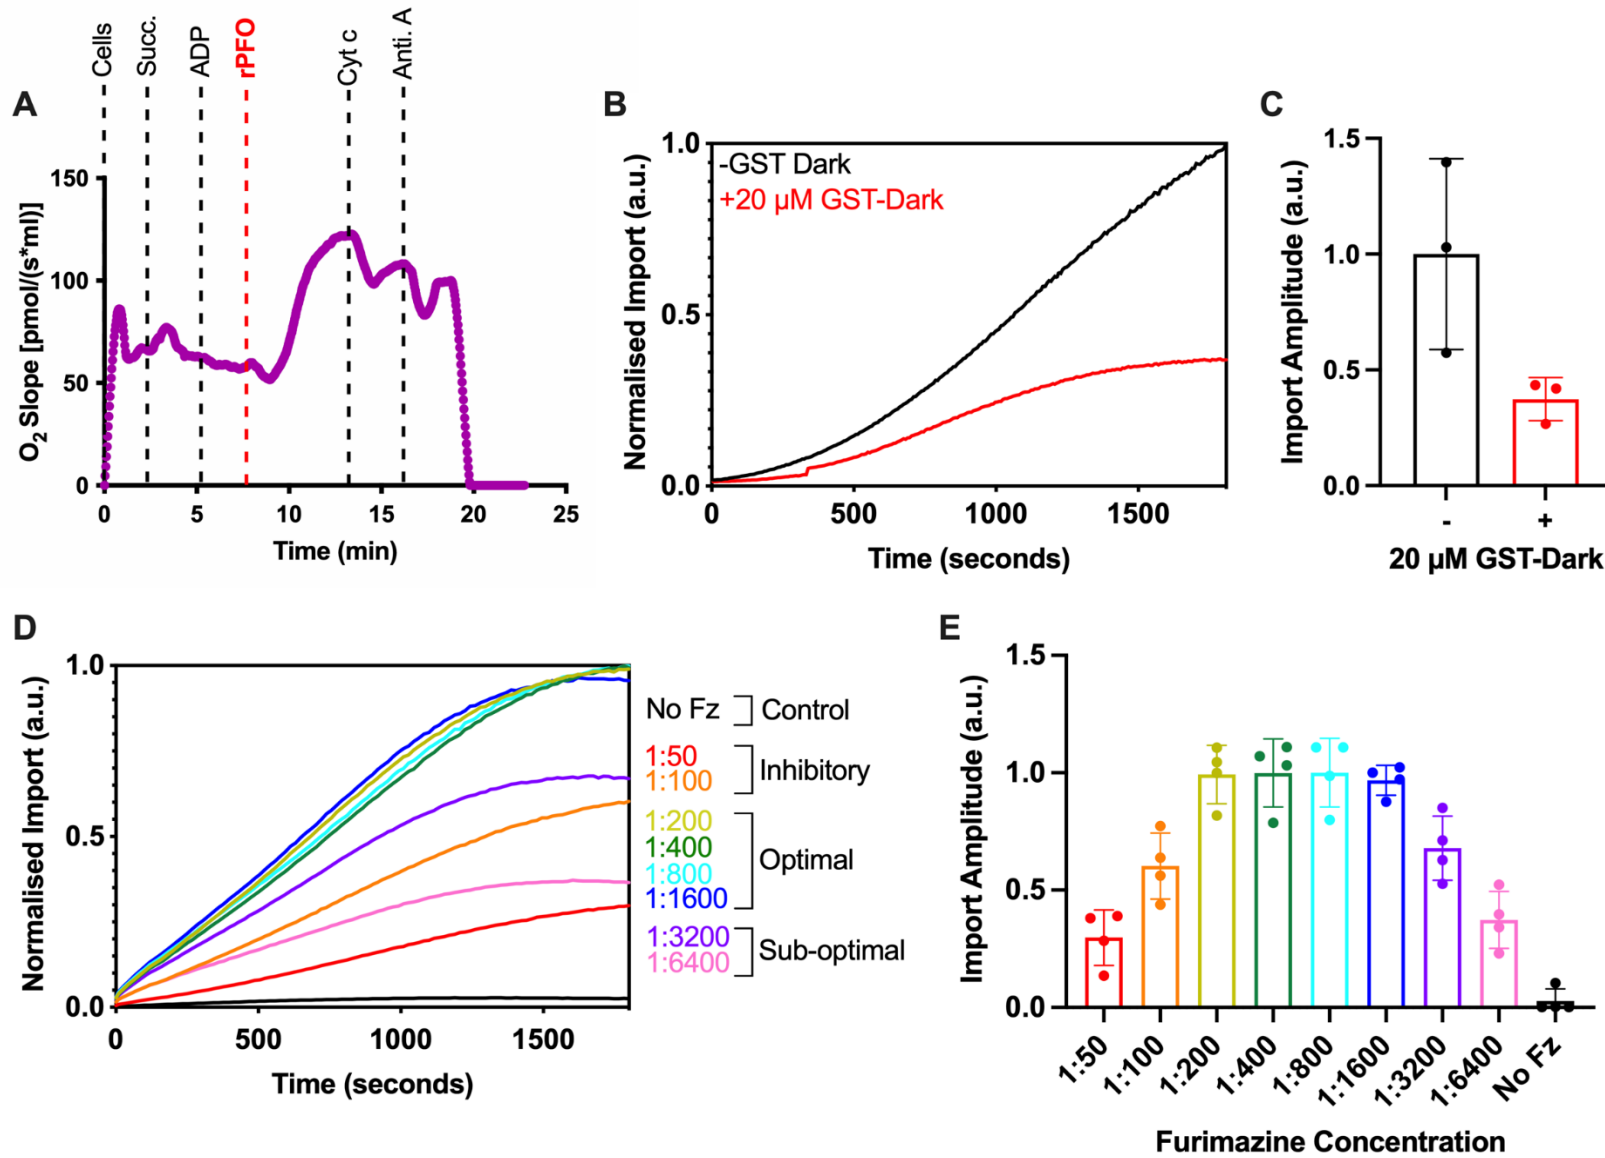 A
Cells
Succ.
ADP
rPFO
Cyt c
Anti. A
O2 Slope [pmol/(s*ml)]
150
100
50
0
0 5 10 15 20 25
Time (min)
B
Normalised Import (a.u.)
1.0
0.5
0.0
-GST Dark
+20 µM GST-Dark
0 500 1000 1500
Time (seconds)
C
Import Amplitude (a.u.)
1.5
1.0
0.5
0.0
- +
20 µM GST-Dark
D
Normalised Import (a.u.)
1.0
0.5
0.0
0 500 1000 1500
Time (seconds)
No Fz Control
1:50
1:100
Inhibitory
1:200
1:400
1:800
1:1600
Optimal
1:3200
1:6400
Sub-optimal
E
Import Amplitude (a.u.)
1.5
1.0
0.5
0.0
1:50
1:100
1:200
1:400
1:800
1:1600
1:3200
1:6400
No Fz
Furimazine Concentration